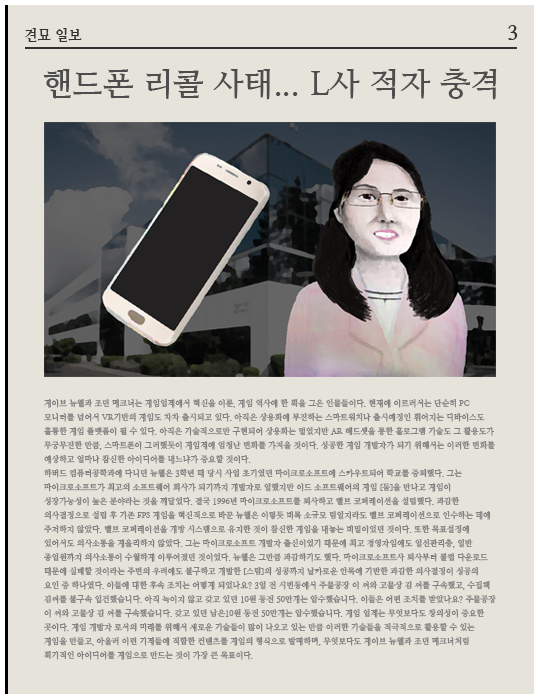 견묘 일보
3
핸드폰 리콜 사태... L사 적자 충격
게이브 뉴웰과 조던 메크너는 게임업계에서 혁신을 이룬, 게임 역사에 한 획을 그은 인물들이다. 현재에 이르러서는 단순히 PC
모니터를 넘어서 VR기반의 게임도 차차 출시되고 있다. 아직은 상용화에 부진하는 스마트워치나 출시예정인 휘어지는 디바이스도
훌륭한 게임 플랫폼이 될 수 있다. 아직은 기술적으로만 구현되어 상용화는 멀었지만 AR 헤드셋을 통한 홀로그램 기술도 그 활용도가
무궁무진한 만큼, 스마트폰이 그러했듯이 게임계에 엄청난 변화를 가져올 것이다. 성공한 게임 개발자가 되기 위해서는 이러한 변화를
예상하고 얼마나 참신한 아이디어를 내느냐가 중요할 것이다.
하버드 컴퓨터공학과에 다니던 뉴웰은 3학년 때 당시 사업 초기였던 마이크로소프트에 스카우트되어 학교를 중퇴했다. 그는
마이크로소프트가 최고의 소프트웨어 회사가 되기까지 개발자로 일했지만 이드 소프트웨어의 게임 [둠]을 만나고 게임이
성장가능성이 높은 분야라는 것을 깨달았다. 결국 1996년 마이크로소프트를 퇴사하고 밸브 코퍼레이션을 설립했다. 과감한
의사결정으로 설립 후 기존 FPS 게임을 혁신적으로 바꾼 뉴웰은 이렇듯 비록 소규모 팀일지라도 밸브 코퍼레이션으로 인수하는 데에
주저하지 않았다. 밸브 코퍼레이션을 개방 시스템으로 유지한 것이 참신한 게임을 내놓는 비밀이었던 것이다. 또한 목표설정에
있어서도 의사소통을 게을리하지 않았다. 그는 마이크로소프트 개발자 출신이었기 때문에 최고 경영자임에도 일선관리층, 일반
종업원까지 의사소통이 수월하게 이루어졌던 것이었다. 뉴웰은 그만큼 과감하기도 했다. 마이크로소프트사 퇴사부터 불법 다운로드
때문에 실패할 것이라는 주변의 우려에도 불구하고 개발한 [스팀]의 성공까지 날카로운 안목에 기반한 과감한 의사결정이 성공의
요인 중 하나였다. 이들에 대한 후속 조치는 어떻게 되었나요? 3일 전 시변동에서 주물공장 이 씨와 고물상 김 씨를 구속했고, 수집책
김씨를 불구속 입건했습니다. 아직 녹이지 않고 갖고 있던 10원 동전 50만개는 압수했습니다. 이들은 어떤 조치를 받았나요? 주물공장
이 씨와 고물상 김 씨를 구속했습니다. 갖고 있던 남은10원 동전 50만개는 압수했습니다. 게임 업계는 무엇보다도 창의성이 중요한
곳이다. 게임 개발자 로서의 미래를 위해서 새로운 기술들이 많이 나오고 있는 만큼 이러한 기술들을 적극적으로 활용할 수 있는
게임을 만들고, 아울러 이런 기계들에 적합한 컨텐츠를 게임의 형식으로 발명하며, 무엇보다도 게이브 뉴웰과 조던 메크너처럼
획기적인 아이디어를 게임으로 만드는 것이 가장 큰 목표이다.